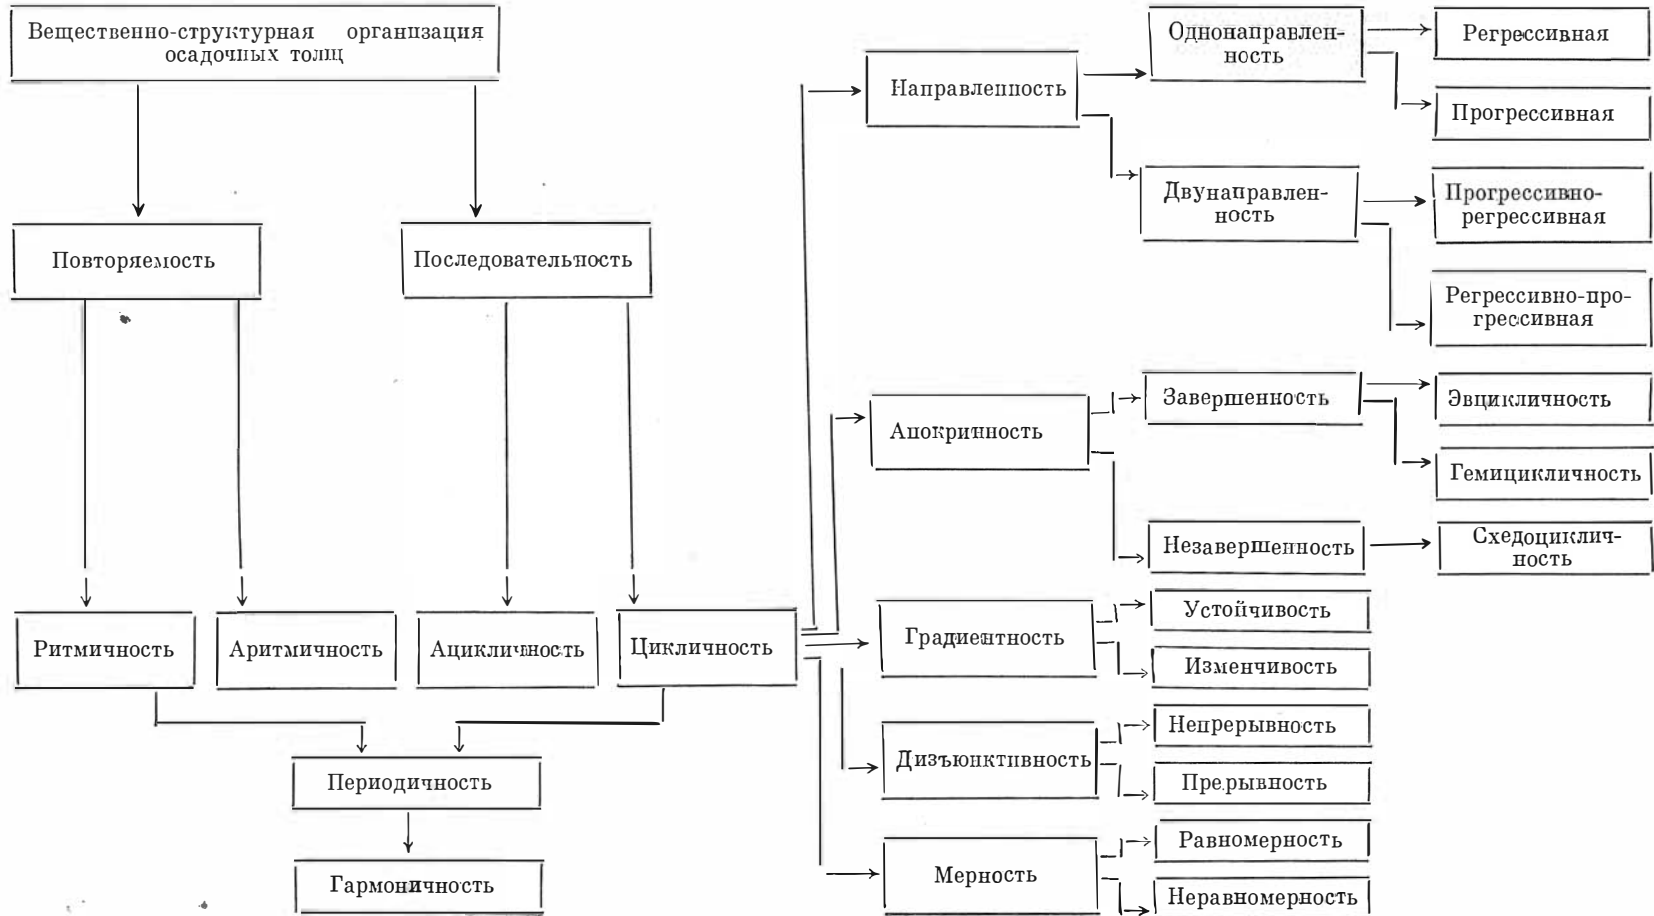 Вещественно-структурная организация
осадочных толщ
Повторяемость
Последовательность
Ритмичность
Аритмичность
Ацикличность
Цикличность
Периодичность
Гармоничность
Направленность
Однонаправлен-
ность
Регрессивная
Прогрессивная
Двунаправлен-
ность
Прогрессивно-
регрессивная
Регрессивно-про-
грессивная
Апокритность
Завершенность
Эвцикличность
Гемицикличность
Незавершенность
Схедоциклич-
ность
Градиентность
Устойчивость
Изменчивость
Дизъюнктивность
Непрерывность
Прерывность
Мерность
Равномерность
Неравномерность